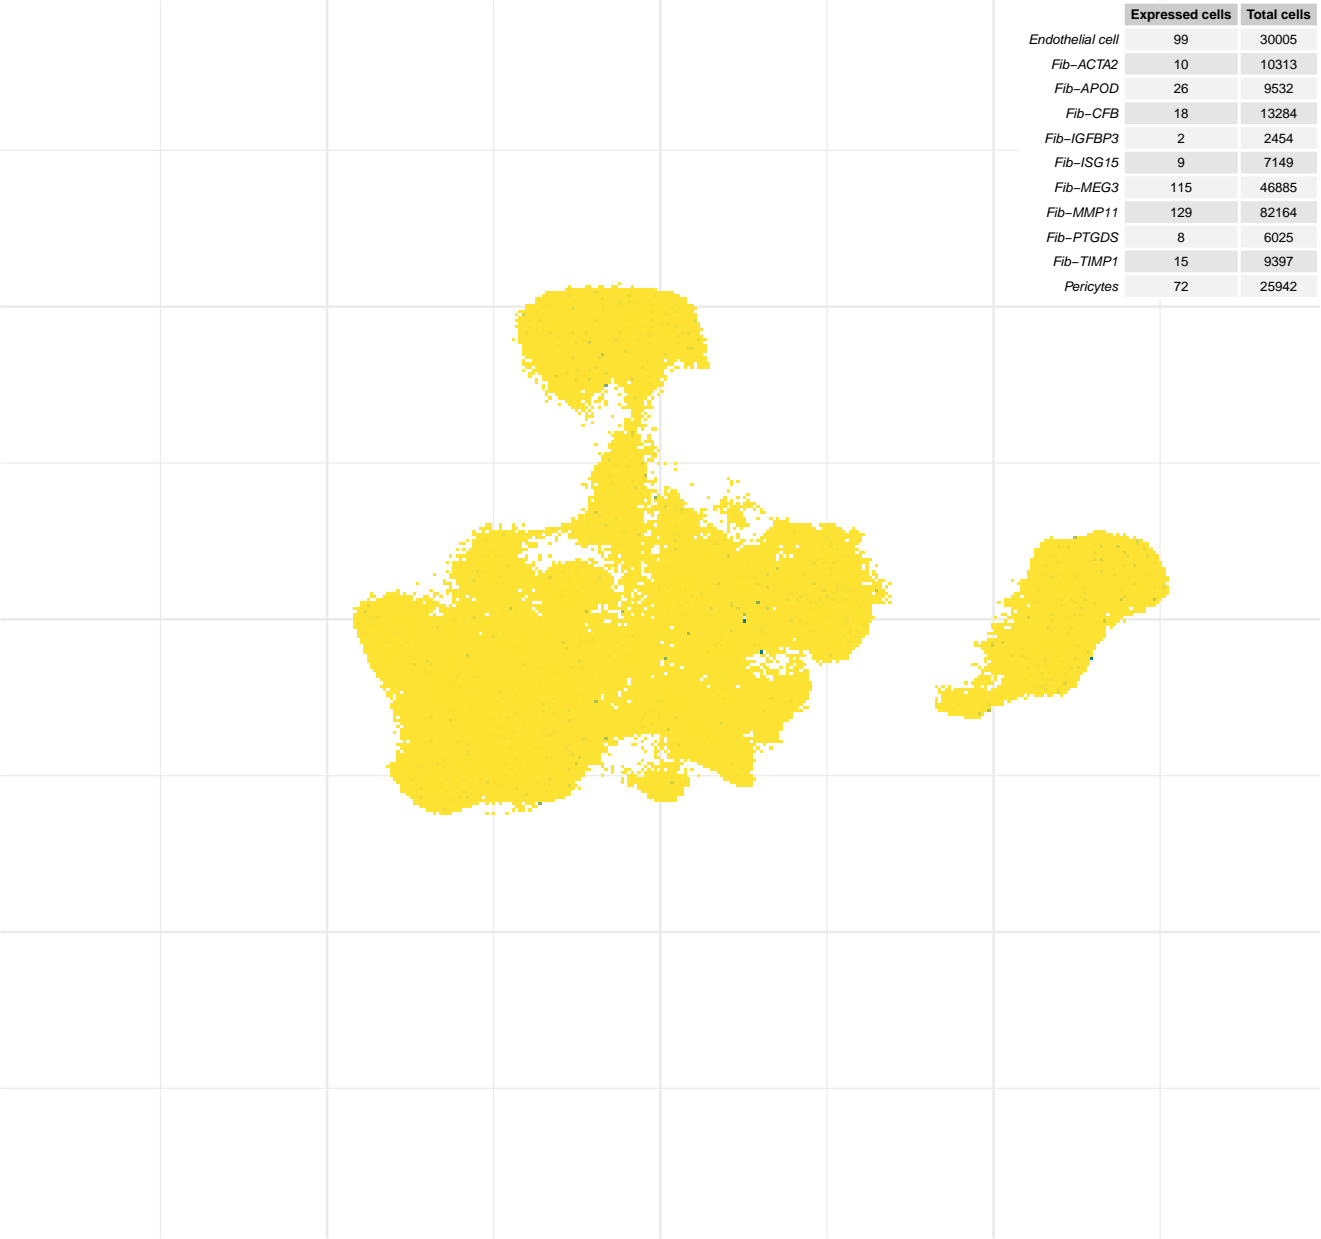 Expressed cells Total cells
Endothelial cell 99 30005
Fib−ACTA2 10 10313
Fib−APOD 26 9532
Fib−CFB 18 13284
Fib−IGFBP3 2 2454
Fib−ISG15 9 7149
Fib−MEG3 115 46885
Fib−MMP11 129 82164
Fib−PTGDS 8 6025
Fib−TIMP1 15 9397
Pericytes 72 25942